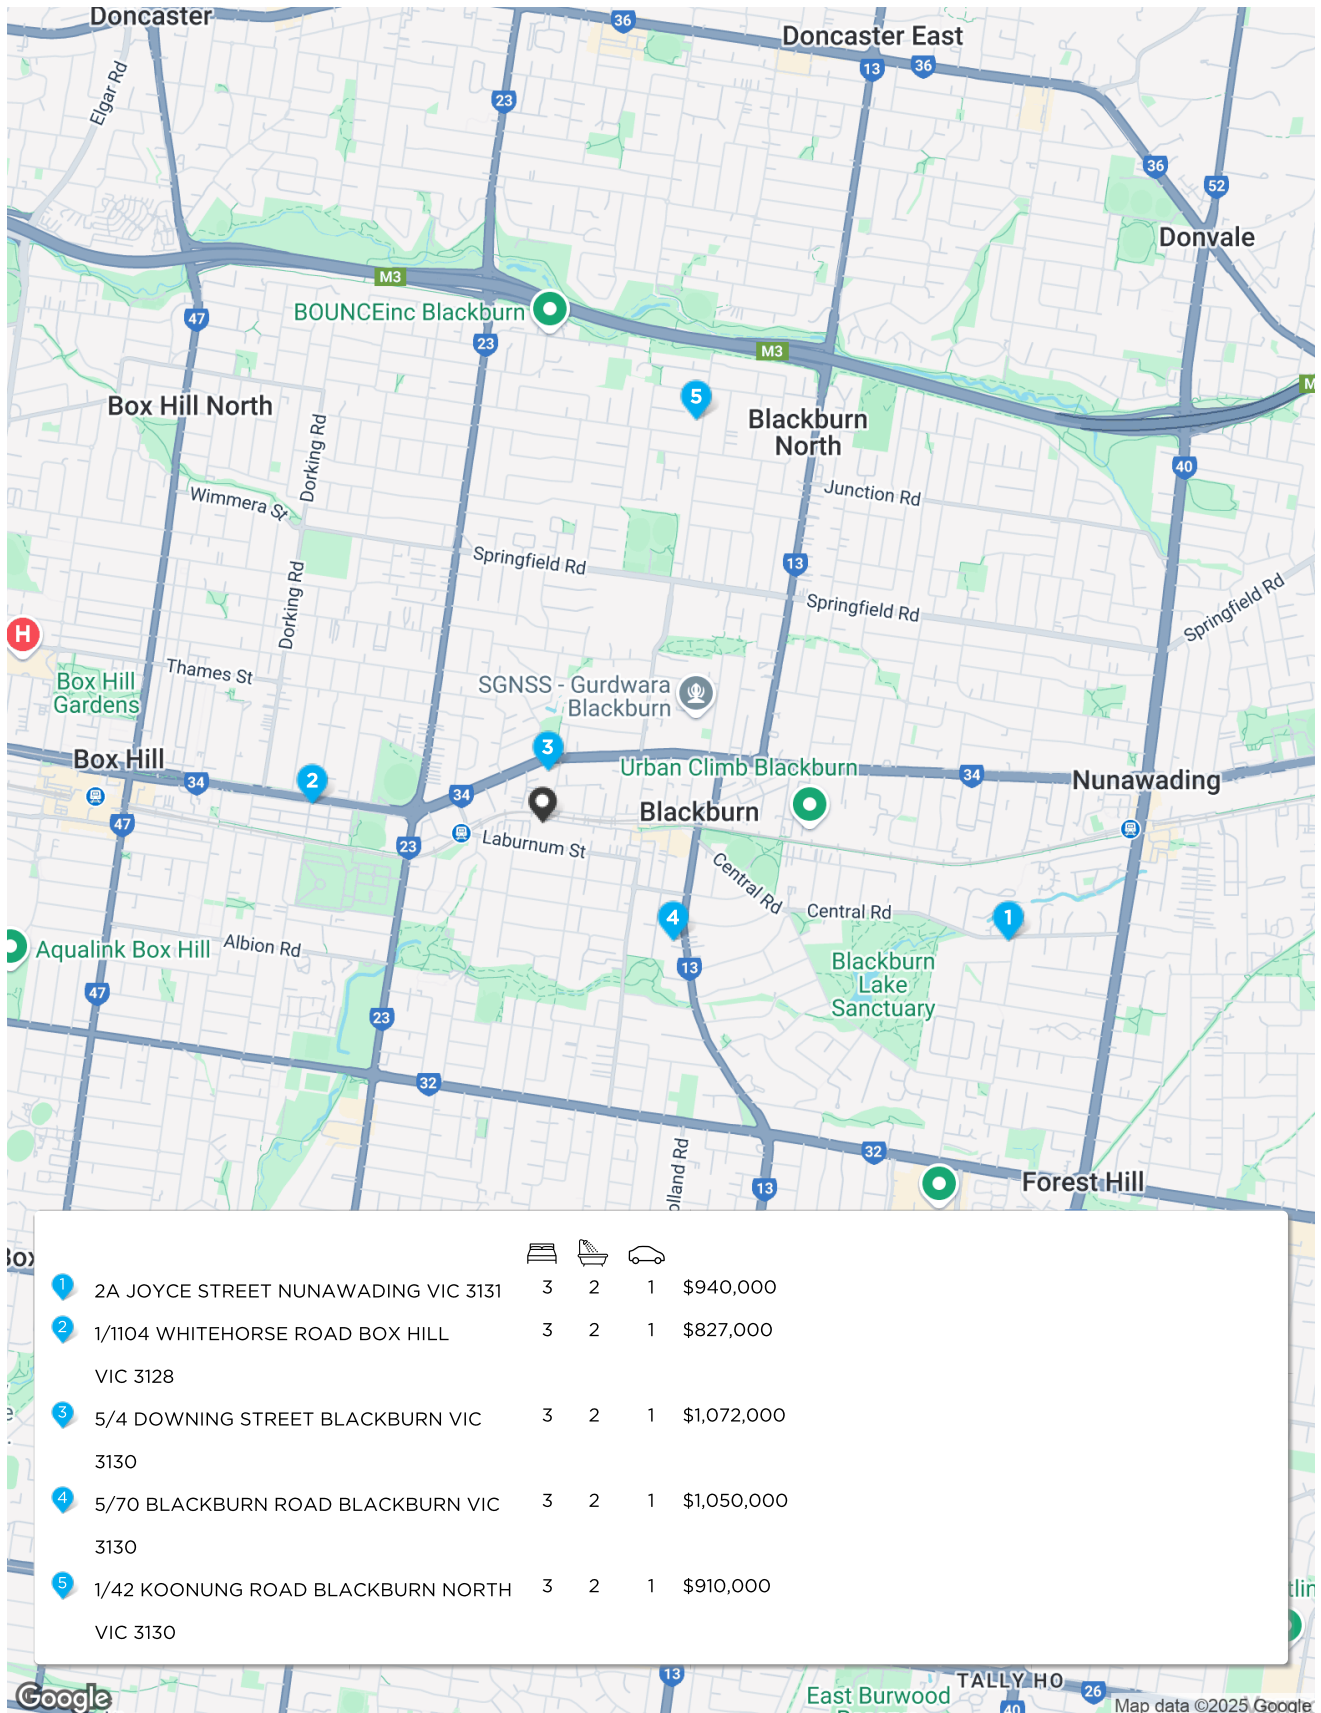 Doncaster
36
Doncaster East
13
36
Elgar Rd
23
36
52
Donvale
M3
BOUNCEinc Blackburn
47
23
M3
5
Box Hill North
Blackburn
North
Dorking Rd
40
Wimmera St
Junction Rd
Springfield Rd
13
Dorking Rd
Springfield Rd
Springfield Rd
H
Thames St
Box Hill
Gardens
SGNSS - Gurdwara
Blackburn
3
Box Hill
34
2
34
Urban Climb Blackburn
34
Nunawading
Blackburn
47
23
Laburnum St
Central Rd
Central Rd
4
1
Aqualink Box Hill
Albion Rd
13
Blackburn
Lake
Sanctuary
47
23
32
32
olland Rd
13
Forest Hill
Box
1 2A JOYCE STREET NUNAWADING VIC 3131 3 2 1 $940,000
2 1/1104 WHITEHORSE ROAD BOX HILL 3 2 1 $827,000
VIC 3128
3 5/4 DOWNING STREET BLACKBURN VIC 3 2 1 $1,072,000
3130
4 5/70 BLACKBURN ROAD BLACKBURN VIC 3 2 1 $1,050,000
3130
5 1/42 KOONUNG ROAD BLACKBURN NORTH 3 2 1 $910,000
VIC 3130
13
TALLY HO
East Burwood
26
40
Google
Map data ©2025 Google